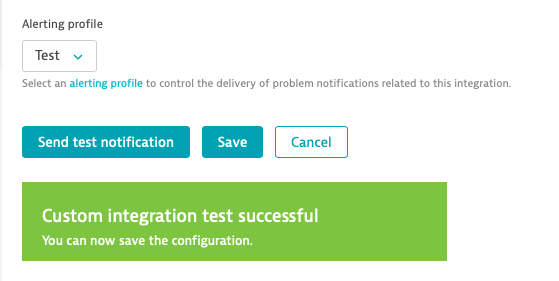 Alerting profile
Test
Select an alerting profile to control the delivery of problem notifications related to this integration.
Send test notification Save Cancel
Custom integration test successful
You can now save the configuration.